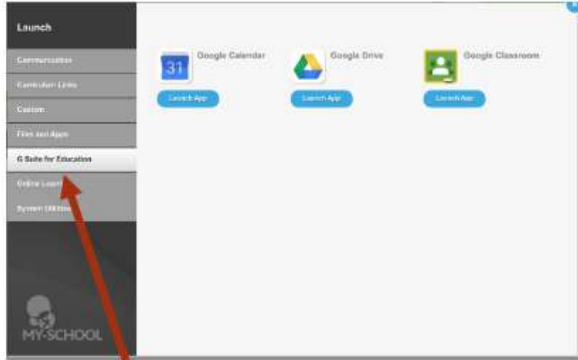 Launch
Communication
Curriculum Links
Custom
Files and Apps
G Suite for Education
Online
System Utilities
31
Google Calendar
Launch App
Google Drive
Launch App
Google Classroom
Launch App
MY-SCHOOL